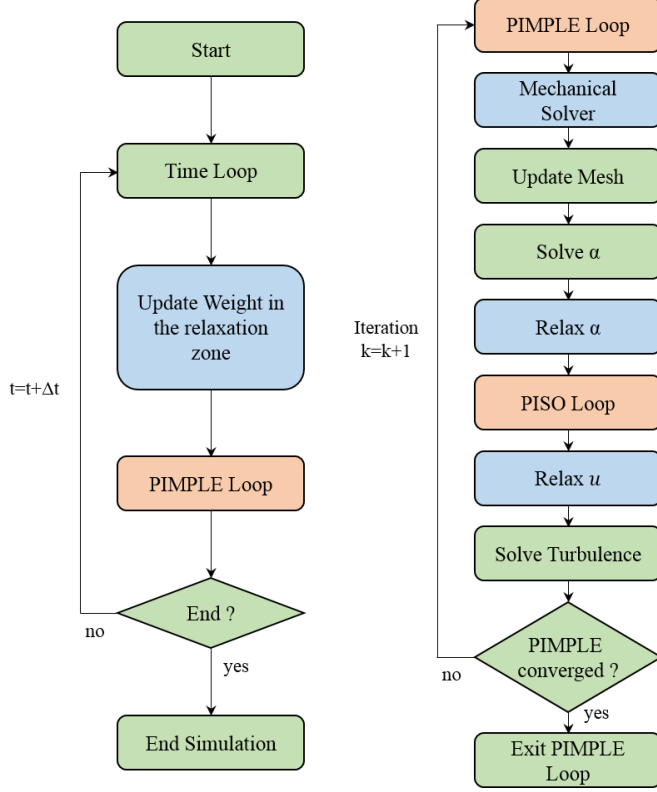 Start
Time Loop
Update Weight in
the relaxation
zone
t=t+Δt
PIMPLE Loop
End ?
no
yes
End Simulation
PIMPLE Loop
Mechanical
Solver
Update Mesh
Solve α
Iteration
k=k+1
Relax α
PISO Loop
Relax u
Solve Turbulence
PIMPLE
converged ?
no
yes
Exit PIMPLE
Loop